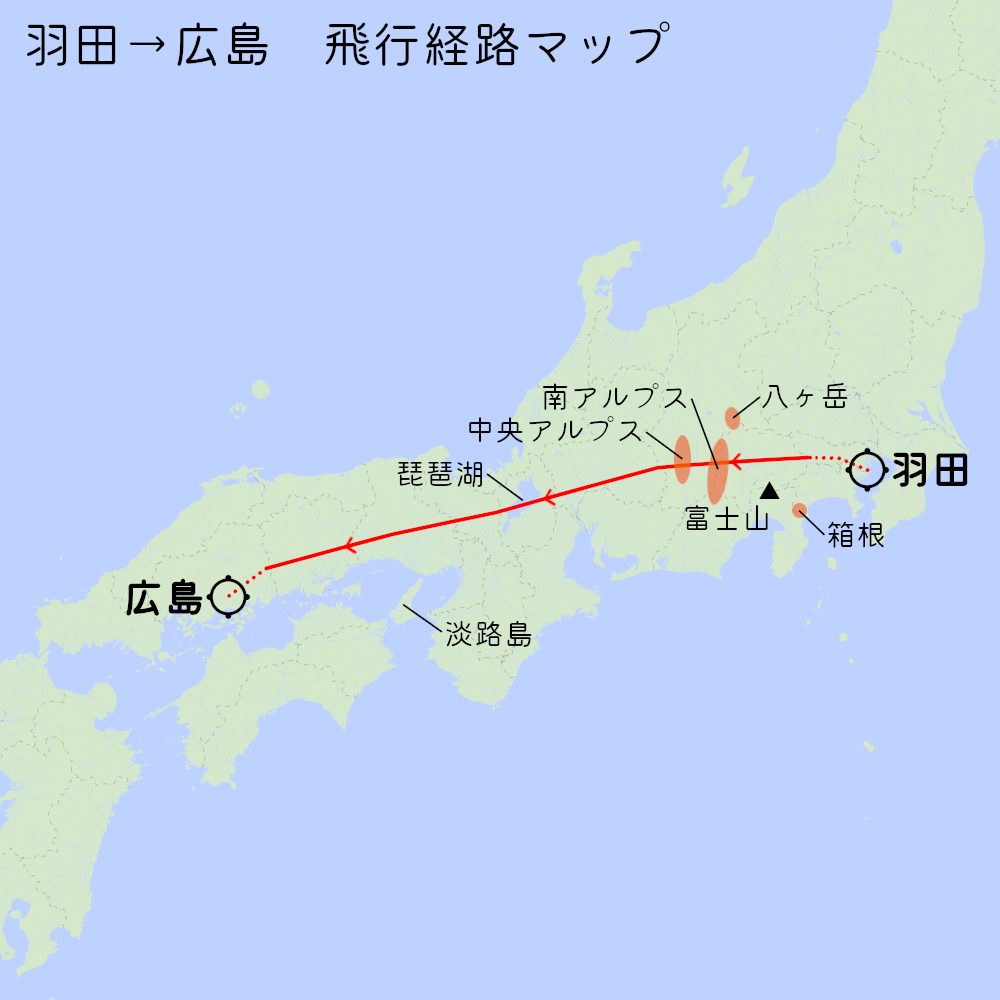 羽田→広島　飛行経路マップ
南アルプス
八ヶ岳
中央アルプス
琵琶湖
羽田
富士山
箱根
広島
淡路島